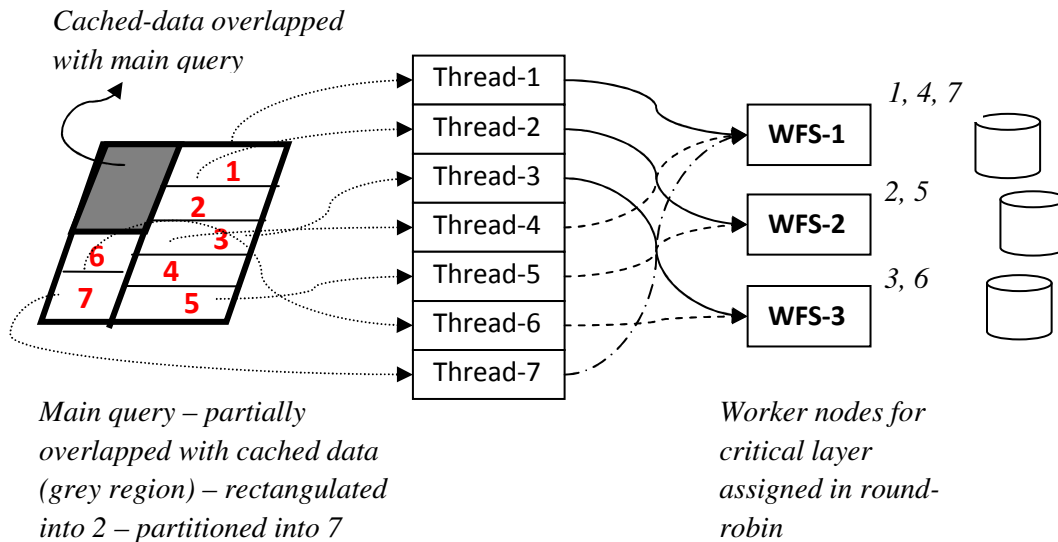 Cached-data overlapped
with main query
1
2
3
4
5
6
7
Thread-1
Thread-2
Thread-3
Thread-4
Thread-5
Thread-6
Thread-7
1, 4, 7
WFS-1
2, 5
WFS-2
3, 6
WFS-3
Main query – partially
overlapped with cached data
(grey region) – rectangulated
into 2 – partitioned into 7
Worker nodes for
critical layer
assigned in round-
robin